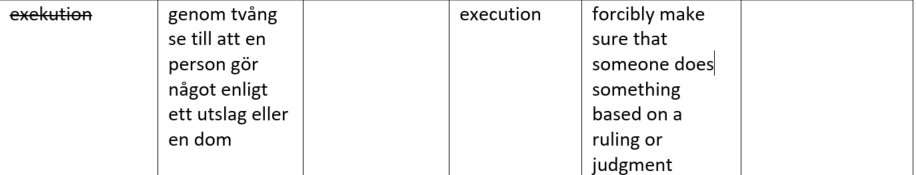 exekution
genom tvång
se till att en
person gör
något enligt
ett utslag eller
en dom
execution
forcibly make
sure that
someone does
something
based on a
ruling or
judgment